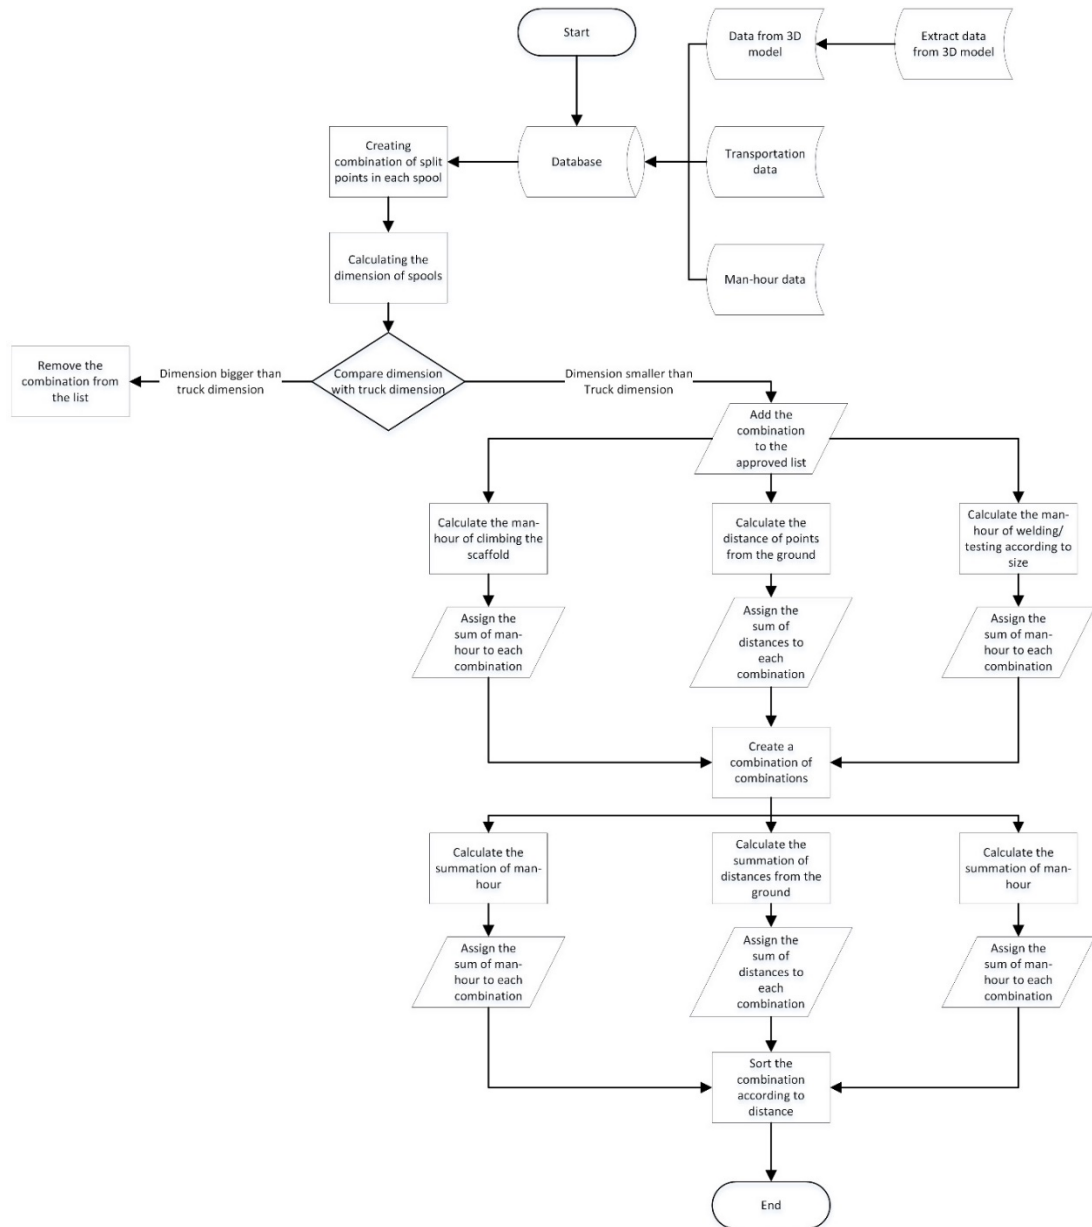 Start
Data from 3D
model
Extract data
from 3D model
Creating
combination of split
points in each spool
Database
Transportation
data
Calculating the
dimension of spools
Man-hour data
Remove the
combination from
the list
Dimension bigger than
truck dimension
Compare dimension
with truck dimension
Dimension smaller than
Truck dimension
Add the
combination
to the
approved list
Calculate the man-
hour of climbing the
scaffold
Calculate the
distance of points
from the ground
Calculate the man-
hour of welding/
testing according to
size
Assign the
sum of man-
hour to each
combination
Assign the
sum of
distances to
each
combination
Assign the
sum of man-
hour to each
combination
Create a
combination of
combinations
Calculate the
summation of man-
hour
Calculate the
summation of
distances from the
ground
Calculate the
summation of man-
hour
Assign the
sum of man-
hour to each
combination
Assign the
sum of
distances to
each
combination
Assign the
sum of man-
hour to each
combination
Sort the
combination
according to
distance
End